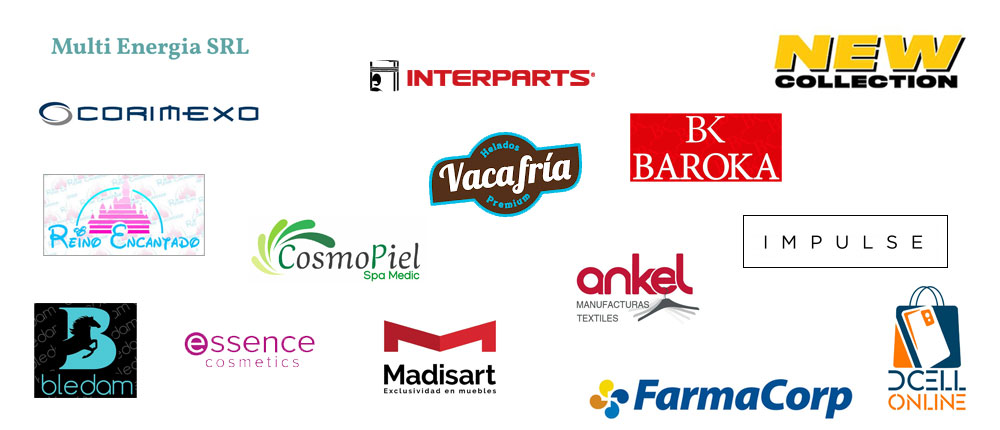 Multi Energia SRL
INTERPARTS®
NEW
COLLECTION
CORIMEXO
Helados
Vacafría
Premium
BK
BAROKA
REINO ENCANTADO
CosmoPiel
Spa Medic
IMPULSE
ankel
MANUFACTURAS
TEXTILES
B
bledam
essence
cosmetics
Madisart
Exclusividad en muebles
FarmaCorp
DCELL
ONLINE